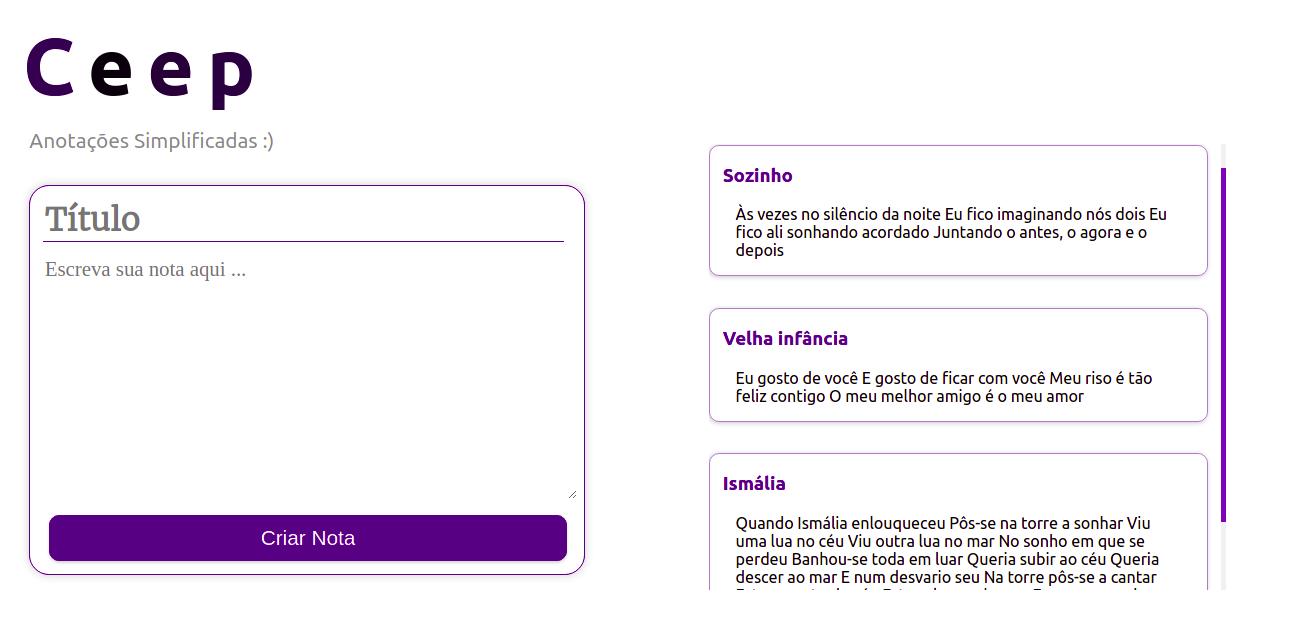 Ceep
Anotações Simplificadas :)
Título
Escreva sua nota aqui ...
Criar Nota
Sozinho
Às vezes no silêncio da noite Eu fico imaginando nós dois Eu
fico ali sonhando acordado Juntando o antes, o agora e o
depois
Velha infância
Eu gosto de você E gosto de ficar com você Meu riso é tão
feliz contigo O meu melhor amigo é o meu amor
Ismália
Quando Ismália enlouqueceu Pôs-se na torre a sonhar Viu
uma lua no céu Viu outra lua no mar No sonho em que se
perdeu Banhou-se toda em luar Queria subir ao céu Queria
descer ao mar E num desvario seu Na torre pôs-se a cantar